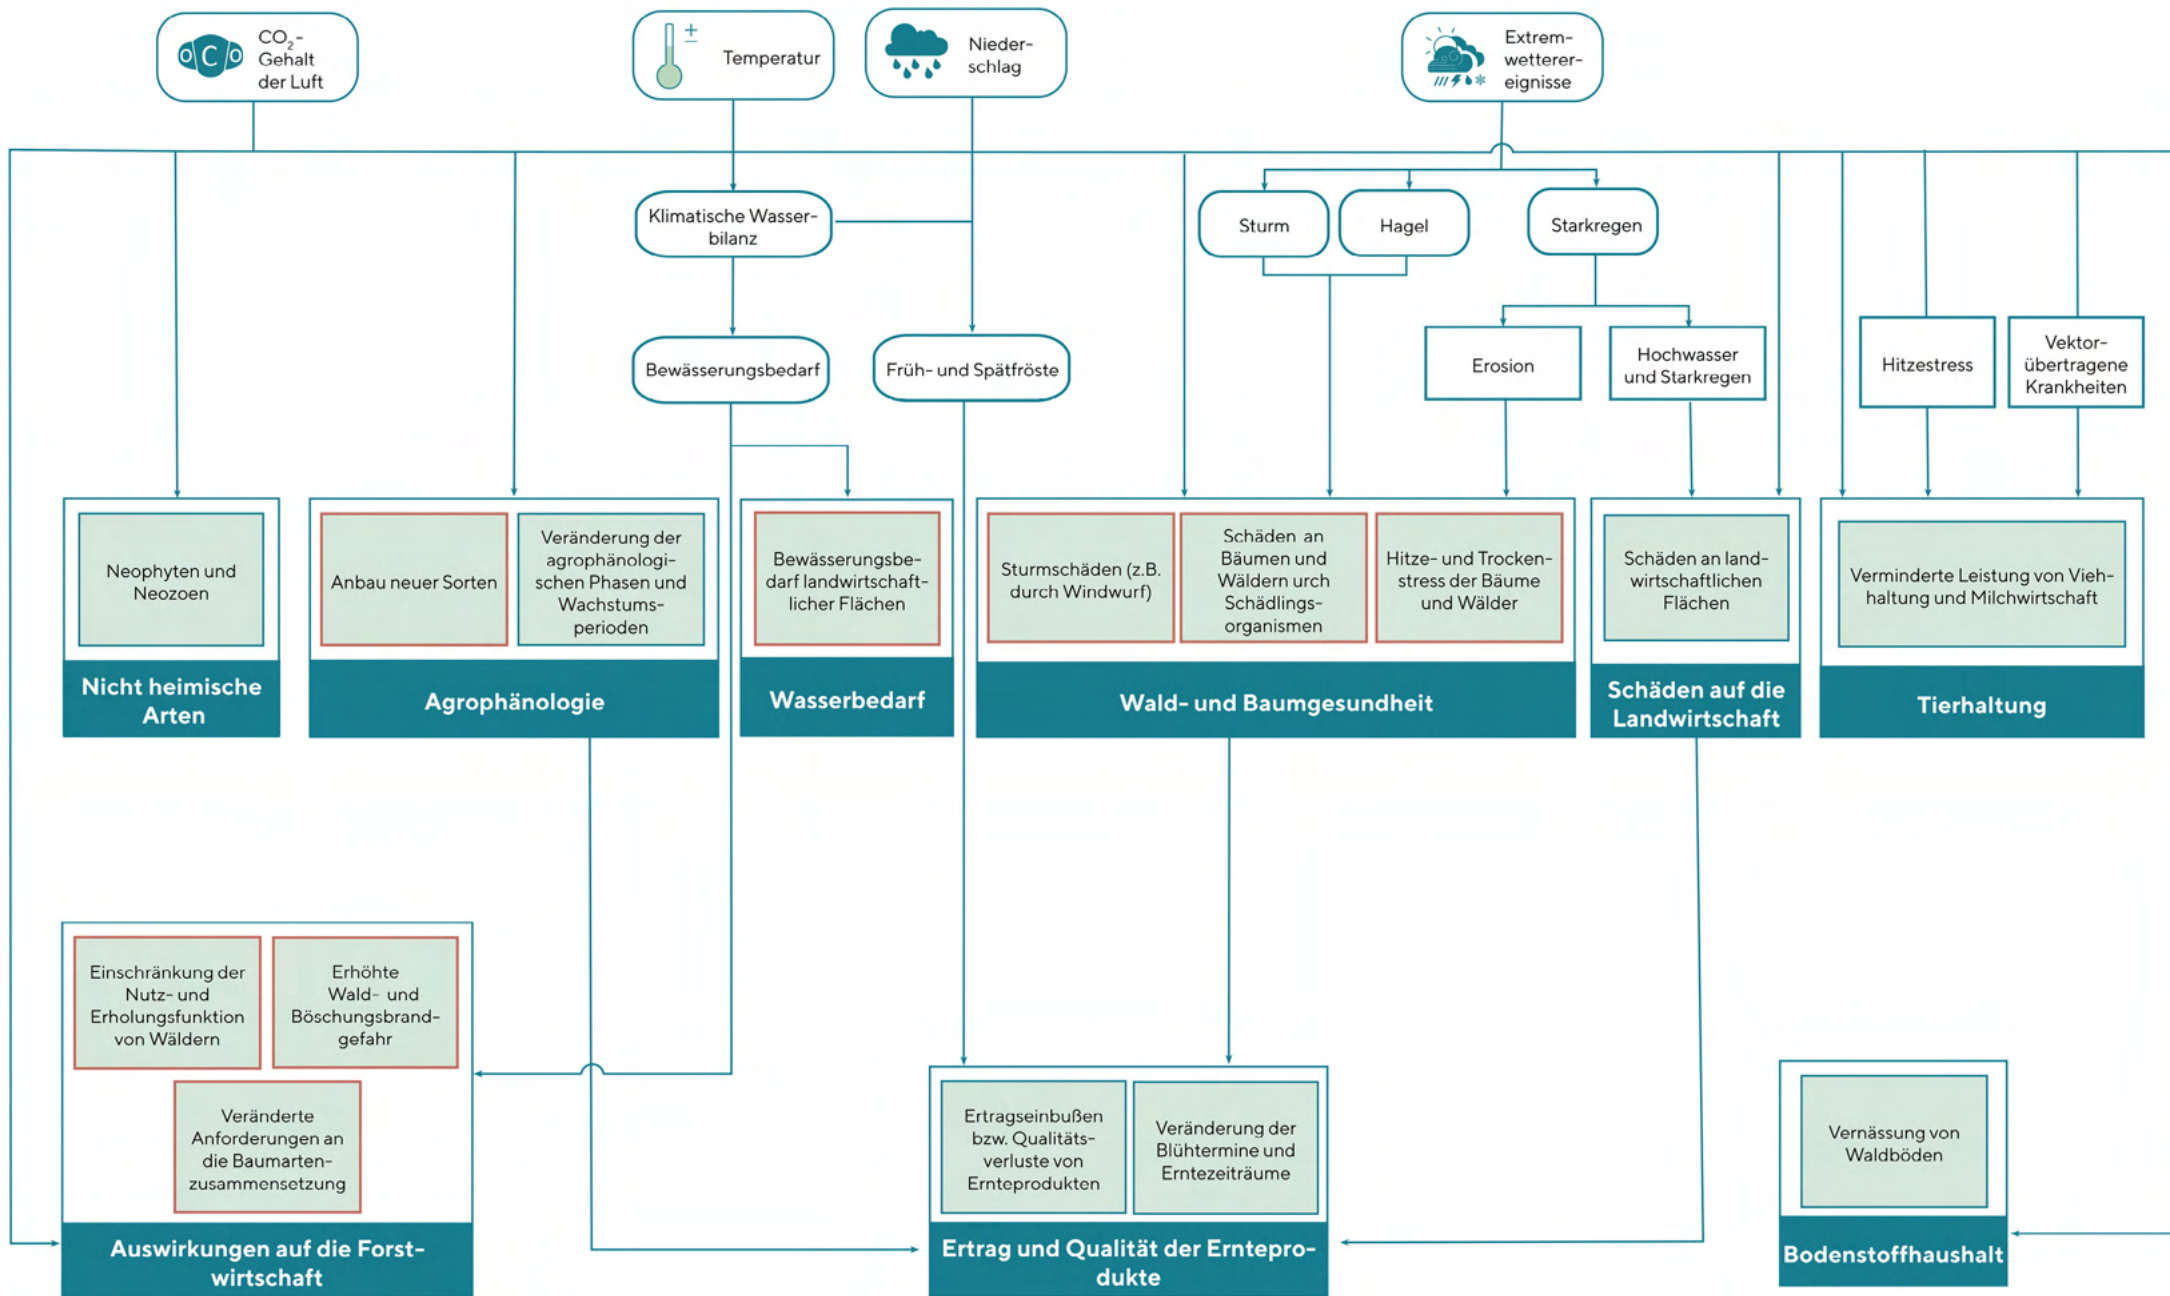 O C O
CO₂-
Gehalt
der Luft
±
Temperatur
Nieder-
schlag
Extrem-
wetterer-
eignisse
Klimatische Wasser-
bilanz
Sturm
Hagel
Starkregen
Bewässerungsbedarf
Früh- und Spätfröste
Erosion
Hochwasser
und Starkregen
Hitzestress
Vektor-
übertragene
Krankheiten
Neophyten und
Neozoen
Nicht heimische
Arten
Anbau neuer Sorten
Veränderung der
agrophänologi-
schen Phasen und
Wachstums-
perioden
Agrophänologie
Bewässerungsbe-
darf landwirtschaft-
licher Flächen
Wasserbedarf
Sturmschäden (z.B.
durch Windwurf)
Schäden an
Bäumen und
Wäldern urch
Schädlings-
organismen
Hitze- und Trocken-
stress der Bäume
und Wälder
Wald- und Baumgesundheit
Schäden an land-
wirtschaftlichen
Flächen
Schäden auf die
Landwirtschaft
Verminderte Leistung von Vieh-
haltung und Milchwirtschaft
Tierhaltung
Einschränkung der
Nutz- und
Erholungsfunktion
von Wäldern
Erhöhte
Wald- und
Böschungsbrand-
gefahr
Veränderte
Anforderungen an
die Baumarten-
zusammensetzung
Auswirkungen auf die Forst-
wirtschaft
Ertragseinbußen
bzw. Qualitäts-
verluste von
Ernteprodukten
Veränderung der
Blühtermine und
Erntezeiträume
Ertrag und Qualität der Erntepro-
dukte
Vernässung von
Waldböden
Bodenstoffhaushalt